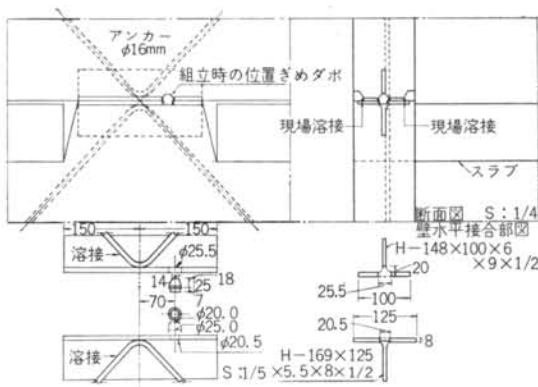 アンカー
φ16mm
組立時の位置ぎめダボ
現場溶接
現場溶接
スラブ
断面図 S：1/4
壁水平接合部図
150
150
溶接
φ25.5
14
18
25
70
7
φ20.0
φ25.0
φ20.5
溶接
H-169×125
×5.5×8×1/2
S：1/5
H-148×100×6
×9×1/2
20
25.5
100
125
20.5
8